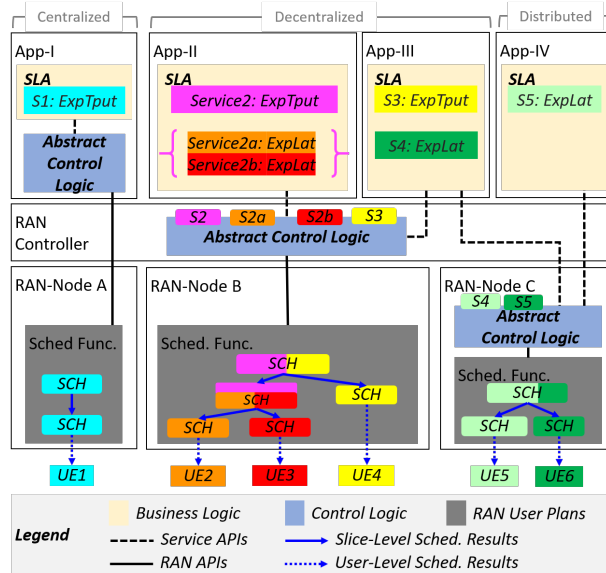 Centralized
Decentralized
Distributed
App-I
App-II
App-III
App-IV
SLA
S1: ExpTput
SLA
Service2: ExpTput
Service2a: ExpLat
Service2b: ExpLat
SLA
S3: ExpTput
S4: ExpLat
SLA
S5: ExpLat
Abstract
Control
Logic
RAN
Controller
S2
S2a
S2b
S3
Abstract Control Logic
RAN-Node A
RAN-Node B
RAN-Node C
S4
S5
Abstract
Control Logic
Sched Func.
SCH
SCH
Sched. Func.
SCH
SCH
SCH
SCH
SCH
Sched. Func.
SCH
SCH
SCH
UE1
UE2
UE3
UE4
UE5
UE6
Legend
Business Logic
Control Logic
RAN User Plans
Service APIs
Slice-Level Sched. Results
RAN APIs
User-Level Sched. Results